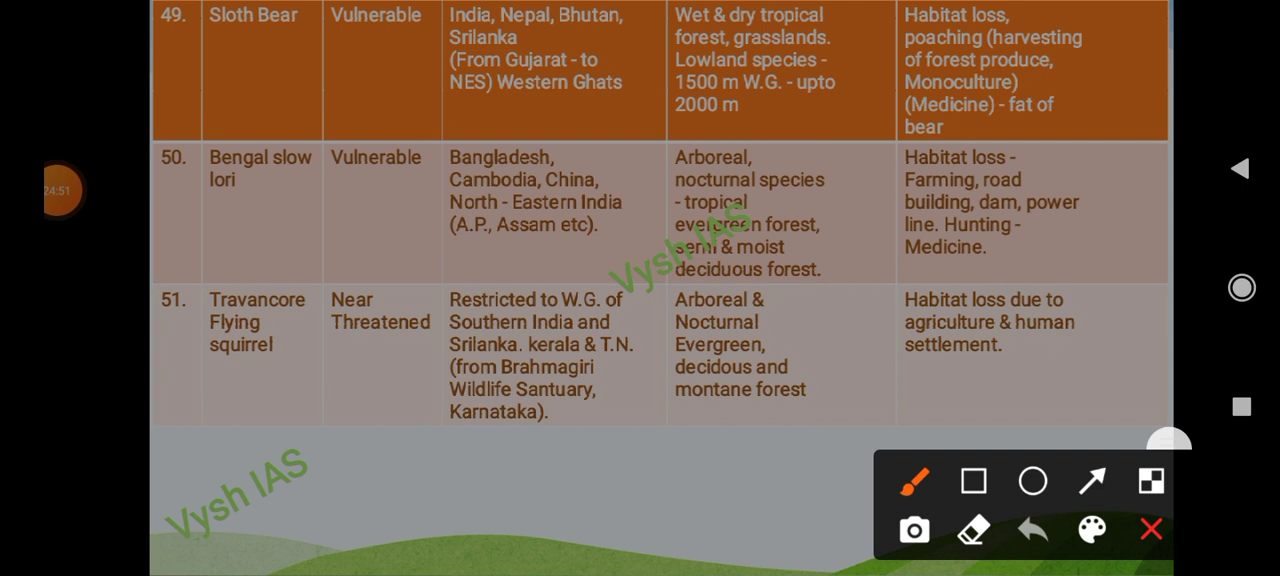 49.
Sloth Bear
Vulnerable
India, Nepal, Bhutan,
Srilanka
(From Gujarat - to
NES) Western Ghats
Wet & dry tropical
forest, grasslands.
Lowland species -
1500 m W.G. - upto
2000 m
Habitat loss,
poaching (harvesting
of forest produce,
Monoculture)
(Medicine) - fat of
bear
50.
Bengal slow
lori
Vulnerable
Bangladesh,
Cambodia, China,
North - Eastern India
(A.P., Assam etc).
Arboreal,
nocturnal species
- tropical
evergreen forest,
semi & moist
deciduous forest.
Habitat loss -
Farming, road
building, dam, power
line. Hunting -
Medicine.
51.
Travancore
Flying
squirrel
Near
Threatened
Restricted to W.G. of
Southern India and
Srilanka. kerala & T.N.
(from Brahmagiri
Wildlife Santuary,
Karnataka).
Arboreal &
Nocturnal
Evergreen,
decidous and
montane forest
Habitat loss due to
agriculture & human
settlement.
24:51
Vysh IAS
Vysh IAS